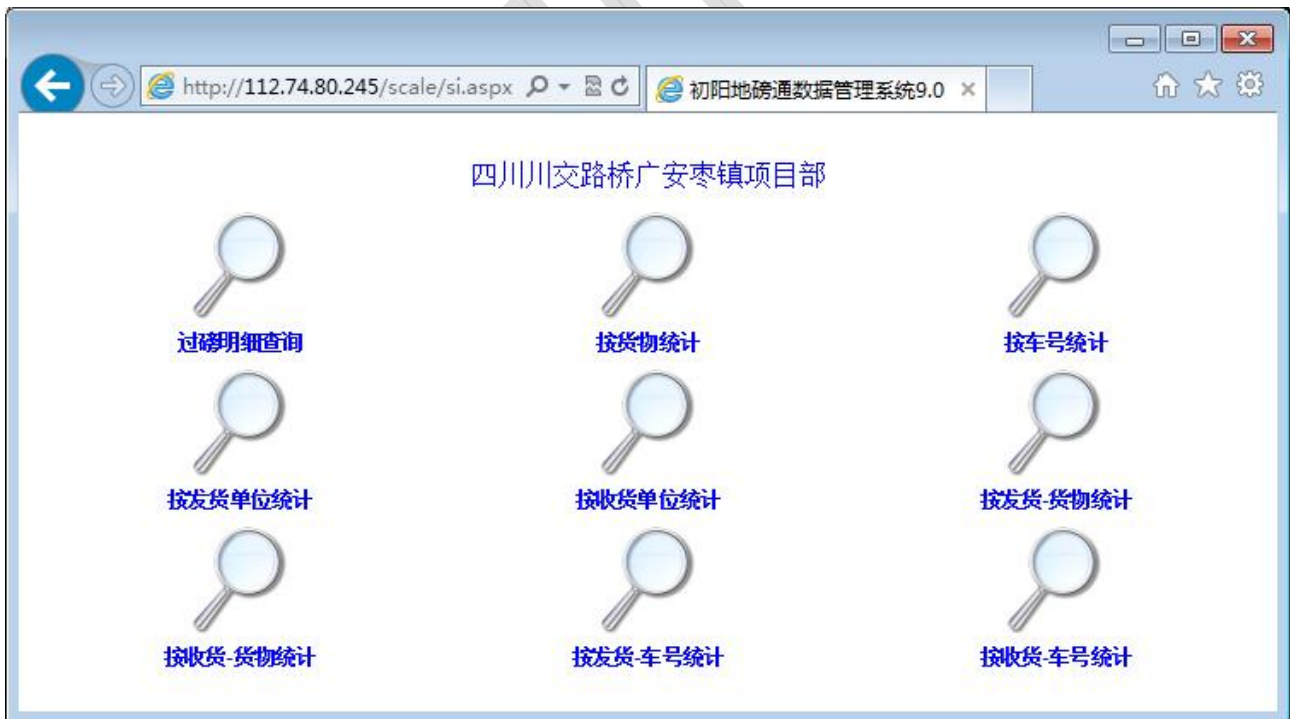 http://112.74.80.245/scale/si.aspx
初阳地磅通数据管理系统9.0
四川川交路桥广安枣镇项目部
过磅明细查询 按货物统计 按车号统计
按发货单位统计 按收货单位统计 按发货-货物统计
按收货-货物统计 按发货-车号统计 按收货-车号统计